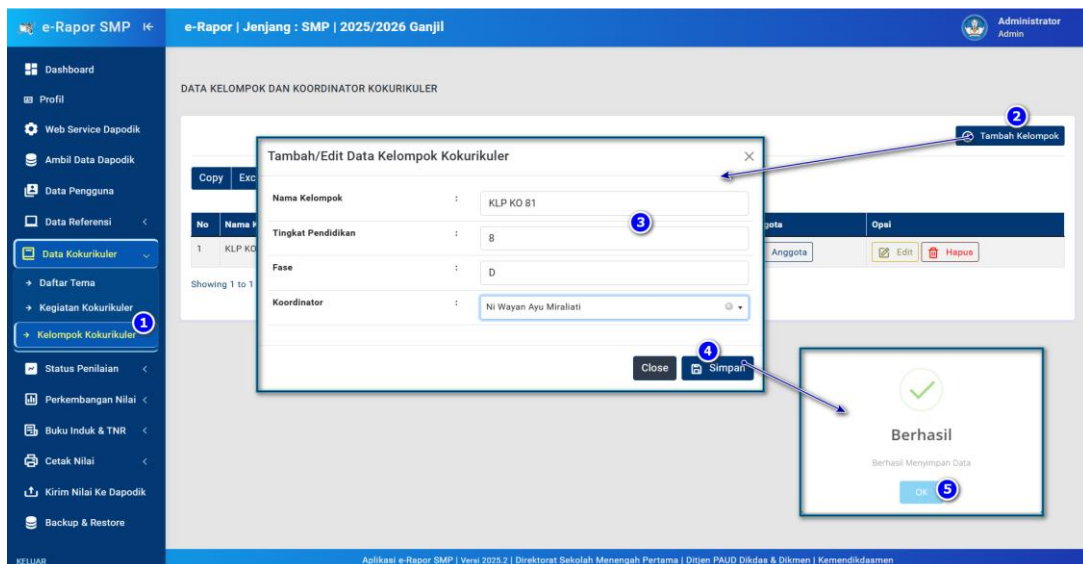 e-Rapor SMP
e-Rapor | Jenjang : SMP | 2025/2026 Ganjil
Administrator
Admin
Dashboard
Profil
Web Service Dapodik
Ambil Data Dapodik
Data Pengguna
Data Referensi
Data Kokurikuler
Daftar Tema
Kegiatan Kokurikuler
Kelompok Kokurikuler
1
Status Penilaian
Perkembangan Nilai
Buku Induk & TNR
Cetak Nilai
Kirim Nilai Ke Dapodik
Backup & Restore
KELUAR
DATA KELOMPOK DAN KOORDINATOR KOKURIKULER
2
Tambah Kelompok
Copy
No
Opsi
1 KLP KO
Anggota
Edit
Hapus
Showing 1 to 1
Tambah/Edit Data Kelompok Kokurikuler
Nama Kelompok : KLP KO 81
3
Tingkat Pendidikan : 8
Fase : D
Koordinator : Ni Wayan Ayu Miraliati
4
Close
Simpan
Berhasil
Berhasil Menyimpan Data
OK
5
Aplikasi e-Rapor SMP | Versi 2025.2 | Direktorat Sekolah Menengah Pertama | Ditjen PAUD Dikdas & Dikmen | Kemendikdasmen